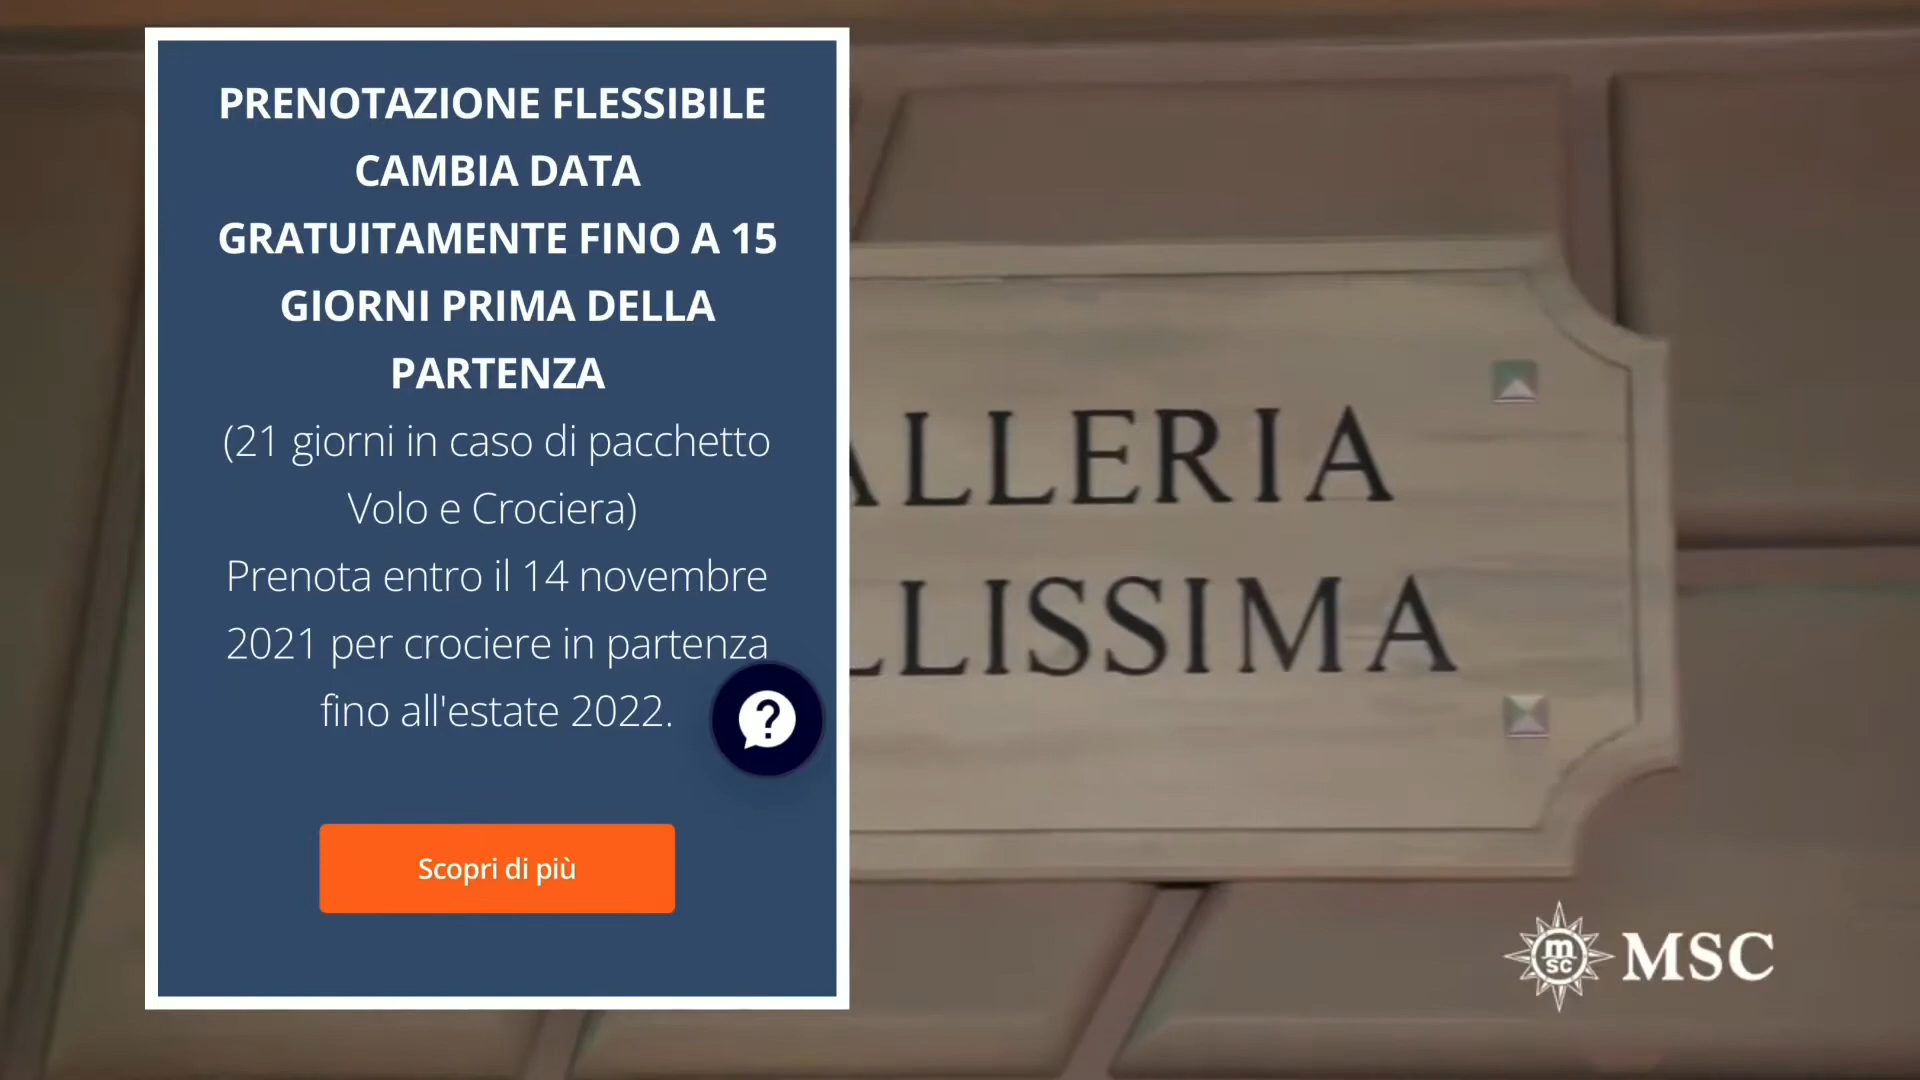 PRENOTAZIONE FLESSIBILE
CAMBIA DATA
GRATUITAMENTE FINO A 15
GIORNI PRIMA DELLA
PARTENZA
(21 giorni in caso di pacchetto
Volo e Crociera)
Prenota entro il 14 novembre
2021 per crociere in partenza
fino all'estate 2022.
Scopri di più
ALLERIA
LLISSIMA
msc MSC